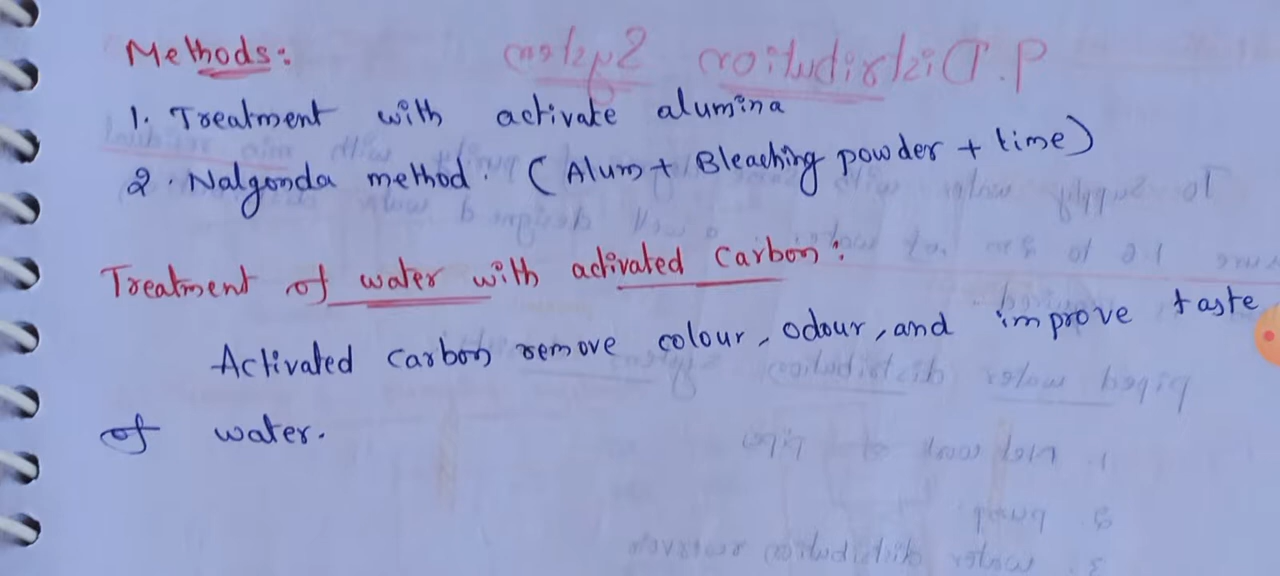 Methods:
1. Treatment with activate alumina
2. Nalgonda method. (Alum + Bleaching powder + lime)
Treatment of water with activated carbon:
Activated carbon remove colour, odour, and improve taste
of water.